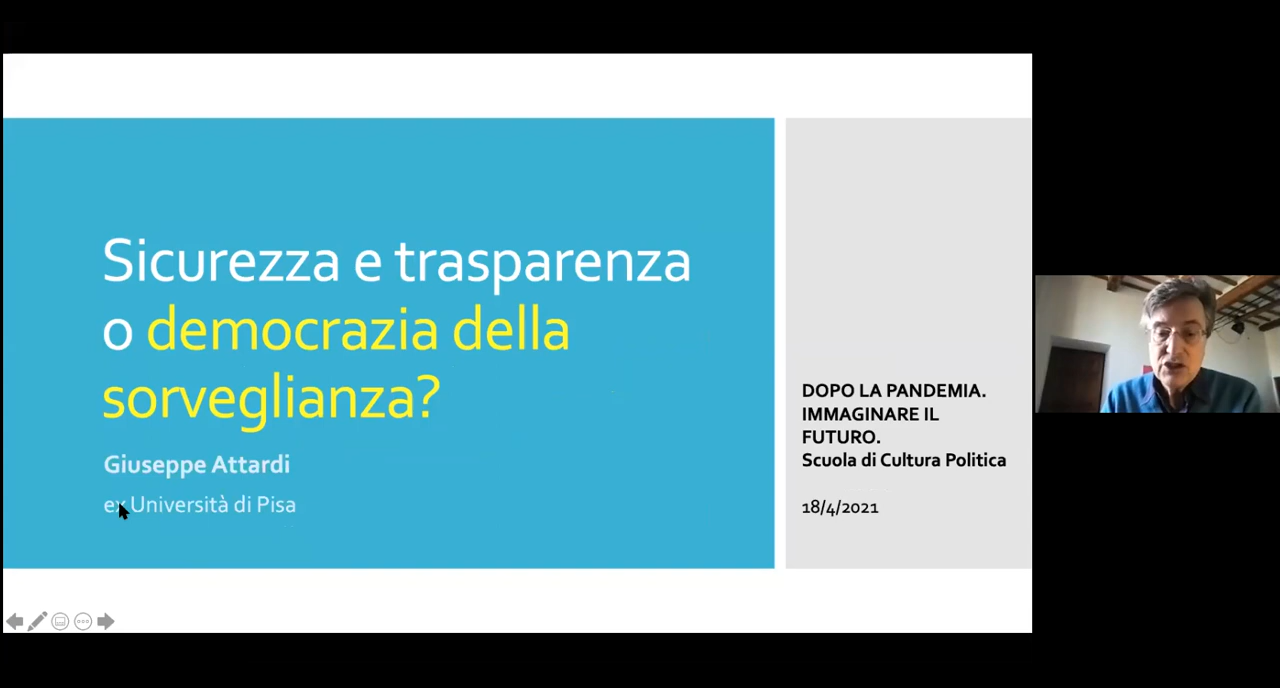 Sicurezza e trasparenza
o democrazia della
sorveglianza?
Giuseppe Attardi
ex Università di Pisa
DOPO LA PANDEMIA.
IMMAGINARE IL
FUTURO.
Scuola di Cultura Politica
18/4/2021